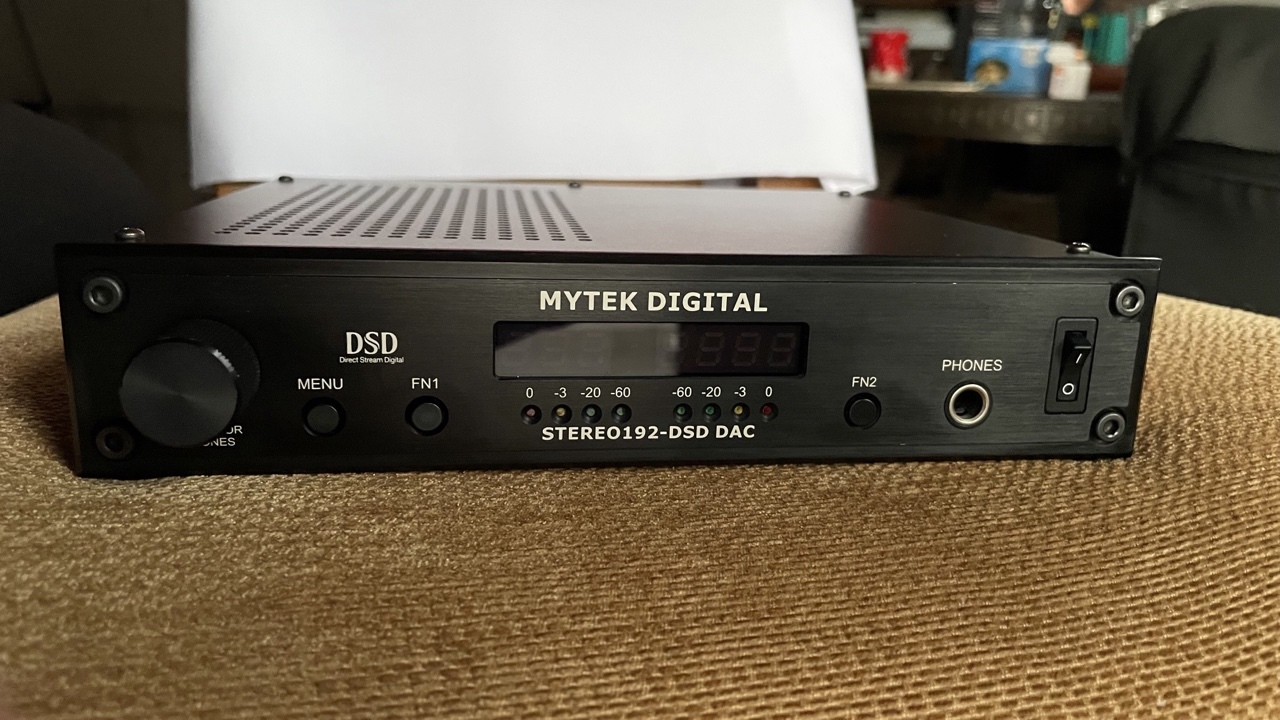 MYTEK DIGITAL
DSD
Direct Stream Digital
MENU
FN1
0 -3 -20 -60 -60 -20 -3 0
STEREO192-DSD DAC
FN2
PHONES